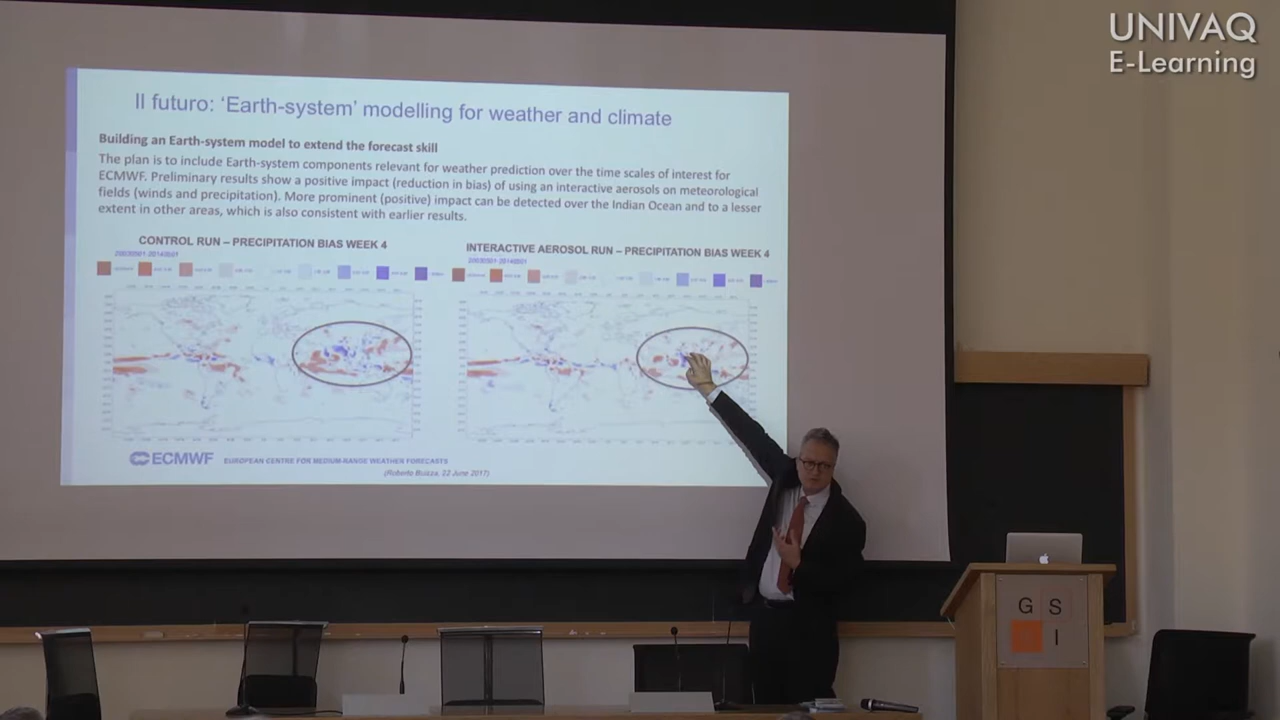 UNIVAQ
E-Learning
Il futuro: ‘Earth-system’ modelling for weather and climate
Building an Earth-system model to extend the forecast skill
The plan is to include Earth-system components relevant for weather prediction over the time scales of interest for
ECMWF. Preliminary results show a positive impact (reduction in bias) of using an interactive aerosols on meteorological
fields (winds and precipitation). More prominent (positive) impact can be detected over the Indian Ocean and to a lesser
extent in other areas, which is also consistent with earlier results.
CONTROL RUN – PRECIPITATION BIAS WEEK 4
INTERACTIVE AEROSOL RUN – PRECIPITATION BIAS WEEK 4
ECMWF EUROPEAN CENTRE FOR MEDIUM-RANGE WEATHER FORECASTS
(Roberto Buizza, 22 June 2017)
G S
I